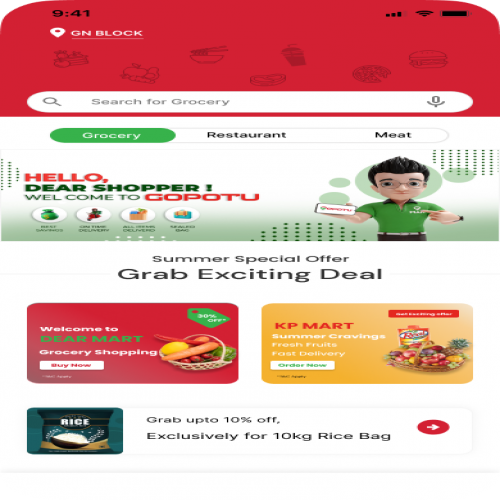 9:41
GN BLOCK
Search for Grocery
Grocery Restaurant Meat
HELLO,
DEAR SHOPPER !
WELCOME TO GOPOTU
GOPOTU
BEST SAVINGS
ON TIME DELIVERY
ALL ITEMS DELIVERD
SEALED BAG
Summer Special Offer
Grab Exciting Deal
30% OFF*
Welcome to
DEAR MART
Grocery Shopping
Buy Now
*T&C Apply
Get Exciting offer
KP MART
Summer Cravings
Fresh Fruits
Fast Delivery
Order Now
*T&C Apply
RICE
Grab upto 10% off,
Exclusively for 10kg Rice Bag